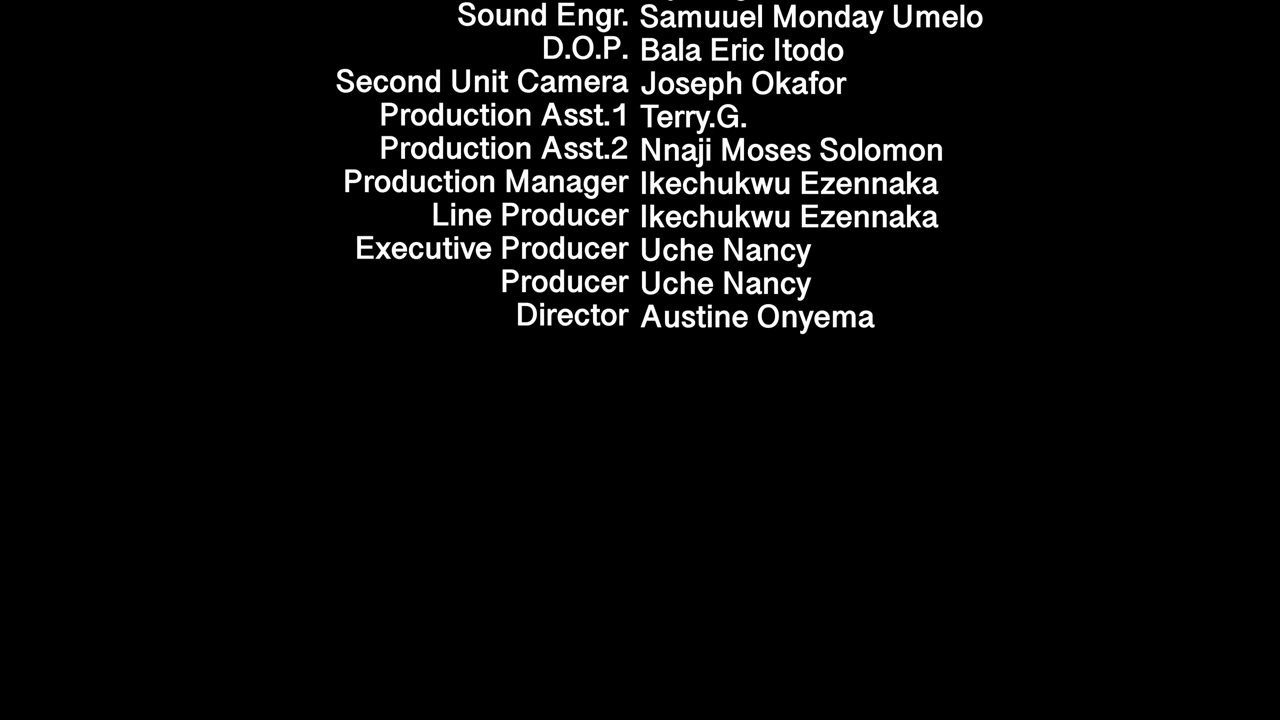 Sound Engr. Samuuel Monday Umelo
D.O.P. Bala Eric Itodo
Second Unit Camera Joseph Okafor
Production Asst.1 Terry.G.
Production Asst.2 Nnaji Moses Solomon
Production Manager Ikechukwu Ezennaka
Line Producer Ikechukwu Ezennaka
Executive Producer Uche Nancy
Producer Uche Nancy
Director Austine Onyema